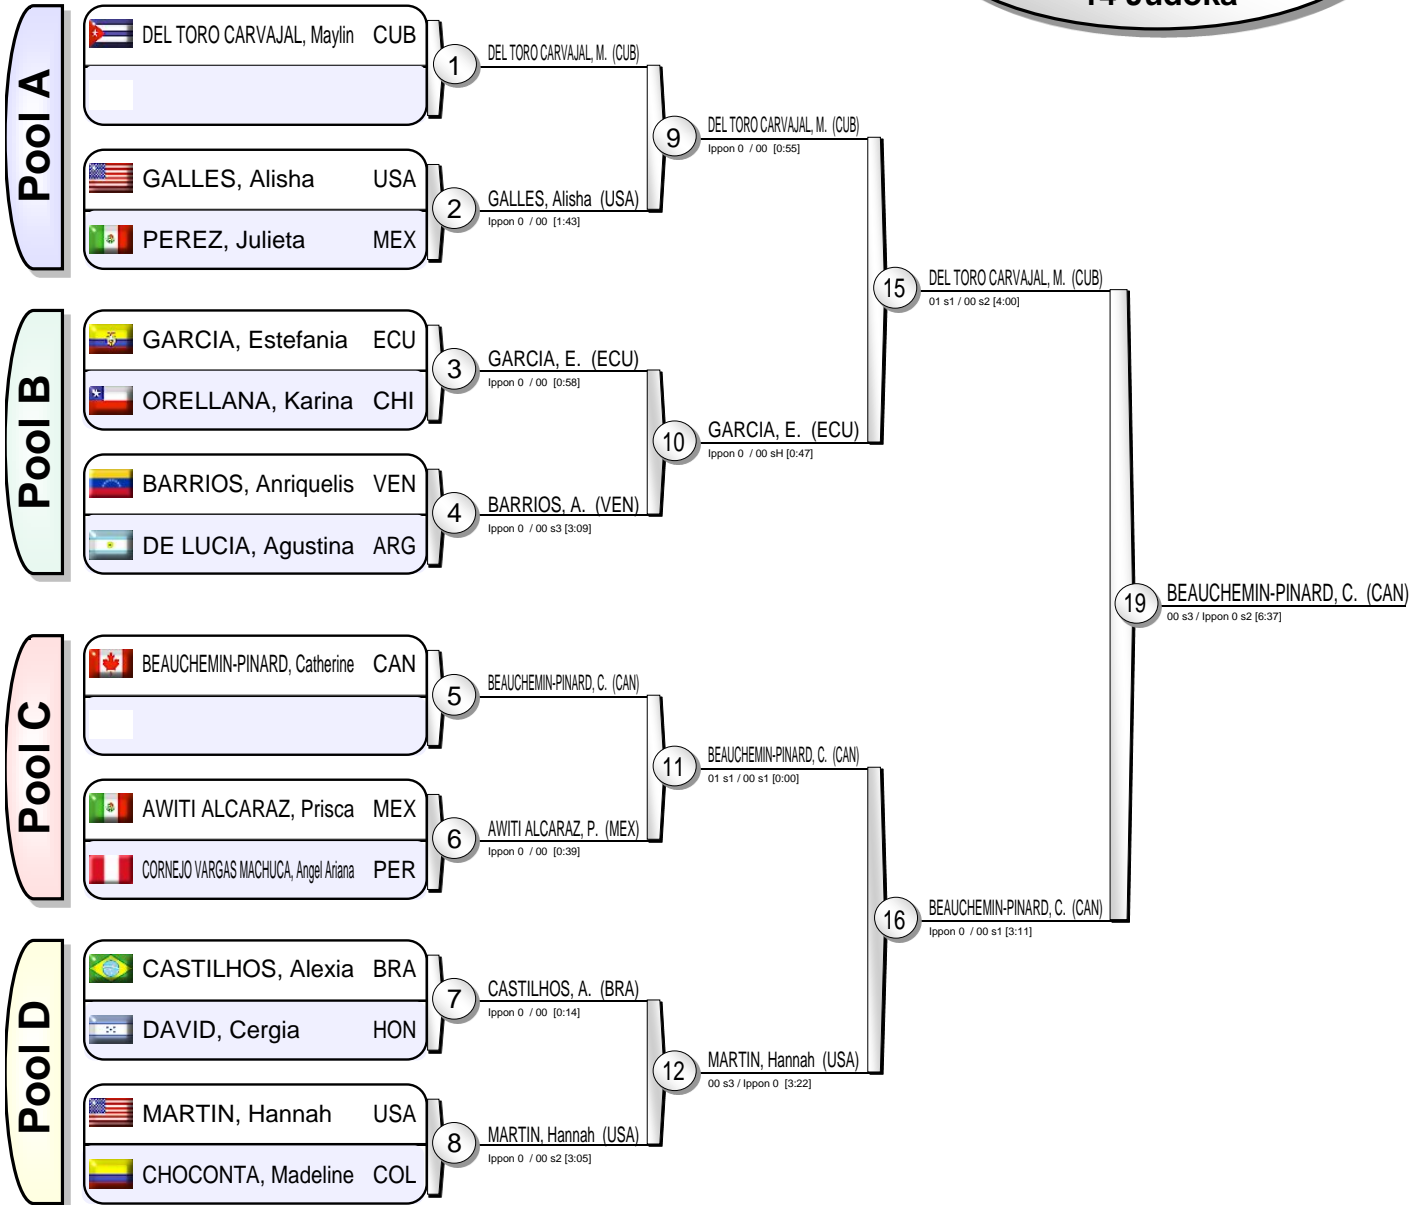 14 Judoka
Pool A
DEL TORO CARVAJAL, Maylin CUB
GALLES, Alisha USA
PEREZ, Julieta MEX
Pool B
GARCIA, Estefania ECU
ORELLANA, Karina CHI
BARRIOS, Anriquelis VEN
DE LUCIA, Agustina ARG
Pool C
BEAUCHEMIN-PINARD, Catherine CAN
AWITI ALCARAZ, Prisca MEX
CORNEJO VARGAS MACHUCA, Angel Ariana PER
Pool D
CASTILHOS, Alexia BRA
DAVID, Cergia HON
MARTIN, Hannah USA
CHOCONTA, Madeline COL
1
DEL TORO CARVAJAL, M. (CUB)
2
GALLES, Alisha (USA)
Ippon 0 / 00 [1:43]
3
GARCIA, E. (ECU)
Ippon 0 / 00 [0:58]
4
BARRIOS, A. (VEN)
Ippon 0 / 00 s3 [3:09]
5
BEAUCHEMIN-PINARD, C. (CAN)
6
AWITI ALCARAZ, P. (MEX)
Ippon 0 / 00 [0:39]
7
CASTILHOS, A. (BRA)
Ippon 0 / 00 [0:14]
8
MARTIN, Hannah (USA)
Ippon 0 / 00 s2 [3:05]
9
DEL TORO CARVAJAL, M. (CUB)
Ippon 0 / 00 [0:55]
10
GARCIA, E. (ECU)
Ippon 0 / 00 sH [0:47]
11
BEAUCHEMIN-PINARD, C. (CAN)
01 s1 / 00 s1 [0:00]
12
MARTIN, Hannah (USA)
00 s3 / Ippon 0 [3:22]
15
DEL TORO CARVAJAL, M. (CUB)
01 s1 / 00 s2 [4:00]
16
BEAUCHEMIN-PINARD, C. (CAN)
Ippon 0 / 00 s1 [3:11]
19
BEAUCHEMIN-PINARD, C. (CAN)
00 s3 / Ippon 0 s2 [6:37]